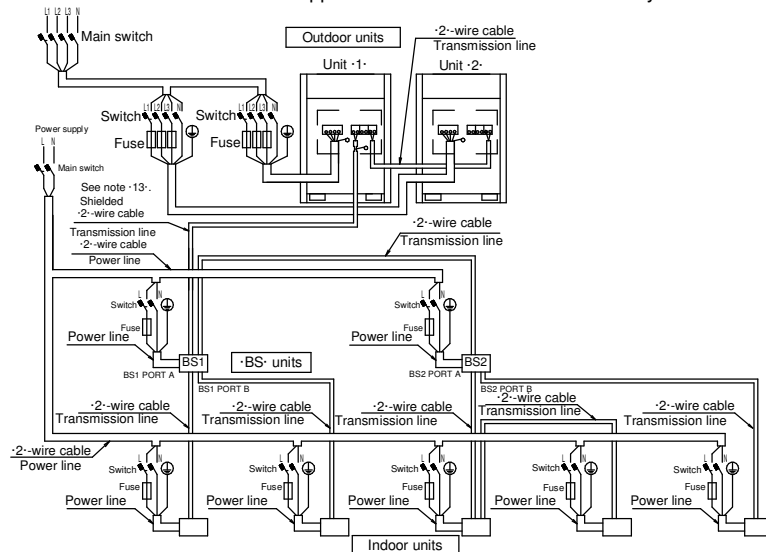 L1 L2 L3 N
Main switch
Outdoor units
·2·-wire cable
Transmission line
Unit ·1·
Unit ·2·
L1 L2 L3 N
Switch
Fuse
L1 L2 L3 N
Switch
Fuse
Power supply
L N
Main switch
See note ·13·.
Shielded
·2·-wire cable
Transmission line
·2·-wire cable
Power line
·2·-wire cable
Transmission line
L N
Switch
Fuse
Power line
BS1
BS1 PORT A
BS1 PORT B
·BS· units
L N
Switch
Fuse
Power line
BS2
BS2 PORT A
BS2 PORT B
·2·-wire cable
Transmission line
·2·-wire cable
Transmission line
·2·-wire cable
Transmission line
·2·-wire cable
Transmission line
·2·-wire cable
Transmission line
·2·-wire cable
Power line
L N
Switch
Fuse
Power line
L N
Switch
Fuse
Power line
L N
Switch
Fuse
Power line
L N
Switch
Fuse
Power line
L N
Switch
Fuse
Power line
Indoor units